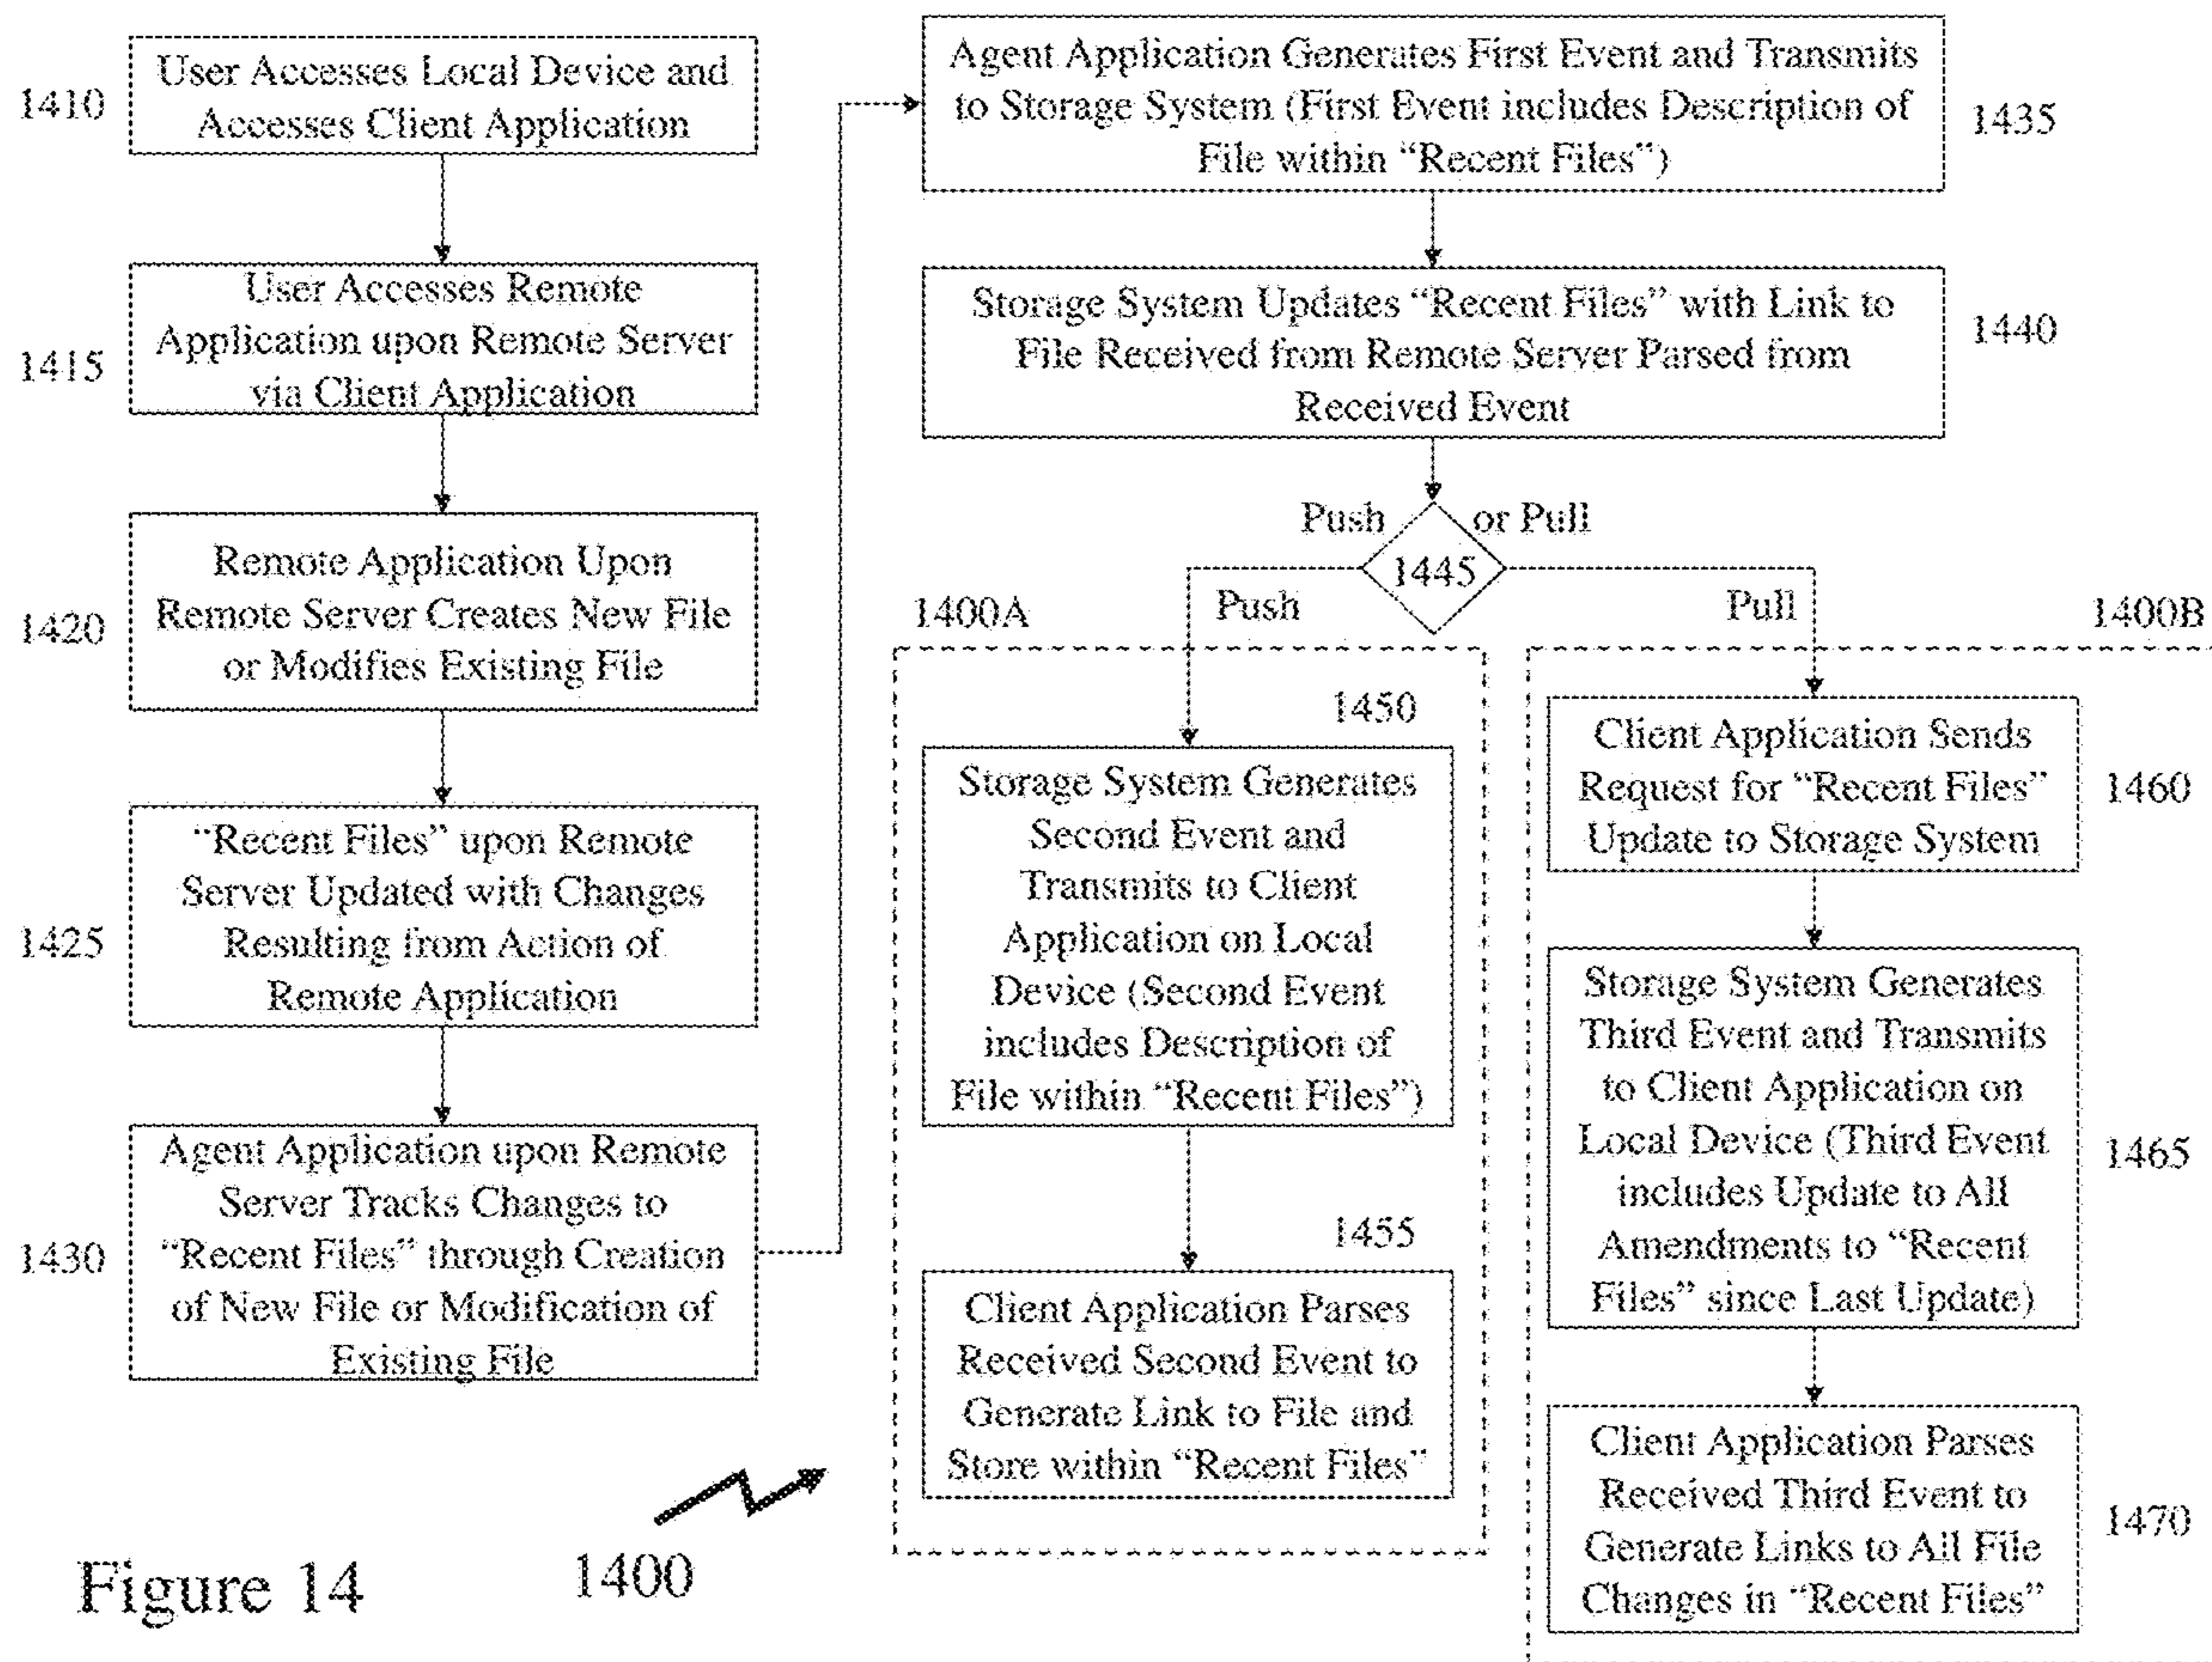 1410
User Accesses Local Device and
Accesses Client Application
1415
User Accesses Remote
Application upon Remote Server
via Client Application
1420
Remote Application Upon
Remote Server Creates New File
or Modifies Existing File
1425
“Recent Files” upon Remote
Server Updated with Changes
Resulting from Action of
Remote Application
1430
Agent Application upon Remote
Server Tracks Changes to
“Recent Files” through Creation
of New File or Modification of
Existing File
Agent Application Generates First Event and Transmits
to Storage System (First Event includes Description of
File within “Recent Files”)
1435
Storage System Updates “Recent Files” with Link to
File Received from Remote Server Parsed from
Received Event
1440
Push or Pull
1445
Push
Pull
1400A
1450
Storage System Generates
Second Event and
Transmits to Client
Application on Local
Device (Second Event
includes Description of
File within “Recent Files”)
1455
Client Application Parses
Received Second Event to
Generate Link to File and
Store within “Recent Files”
1400B
Client Application Sends
Request for “Recent Files”
Update to Storage System
1460
Storage System Generates
Third Event and Transmits
to Client Application on
Local Device (Third Event
includes Update to All
Amendments to “Recent
Files” since Last Update)
1465
Client Application Parses
Received Third Event to
Generate Links to All File
Changes in “Recent Files”
1470
Figure 14
1400